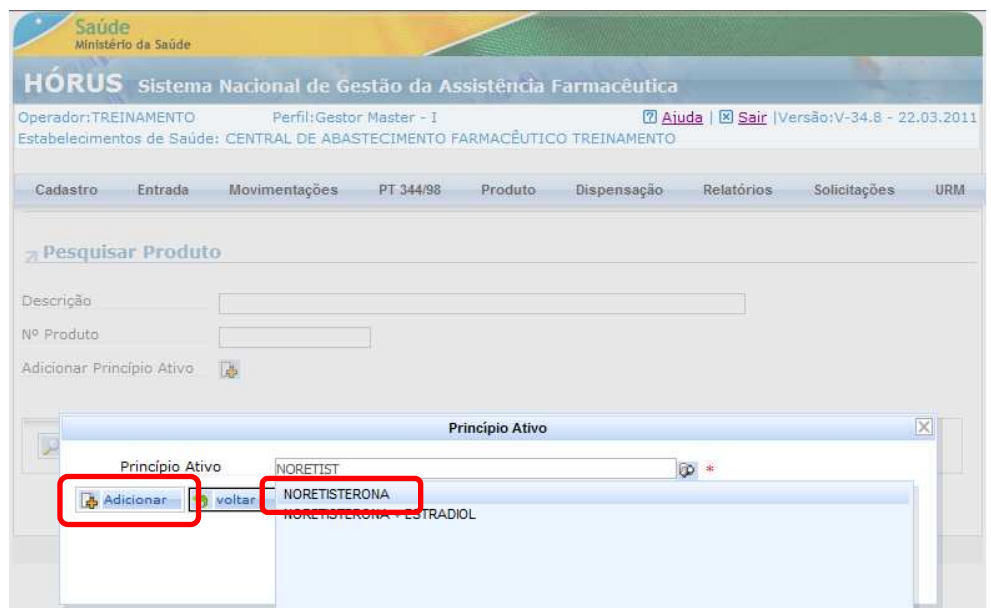 Saúde
Ministério da Saúde
HÓRUS Sistema Nacional de Gestão da Assistência Farmacêutica
Operador:TREINAMENTO Perfil:Gestor Master - I Ajuda | Sair |Versão:V-34.8 - 22.03.2011
Estabelecimentos de Saúde: CENTRAL DE ABASTECIMENTO FARMACÊUTICO TREINAMENTO
Cadastro Entrada Movimentações PT 344/98 Produto Dispensação Relatórios Solicitações URM
Pesquisar Produto
Descrição
Nº Produto
Adicionar Princípio Ativo
Princípio Ativo
Princípio Ativo NORETIST *
Adicionar voltar NORETISTERONA
NORETISTERONA + ESTRADIOL